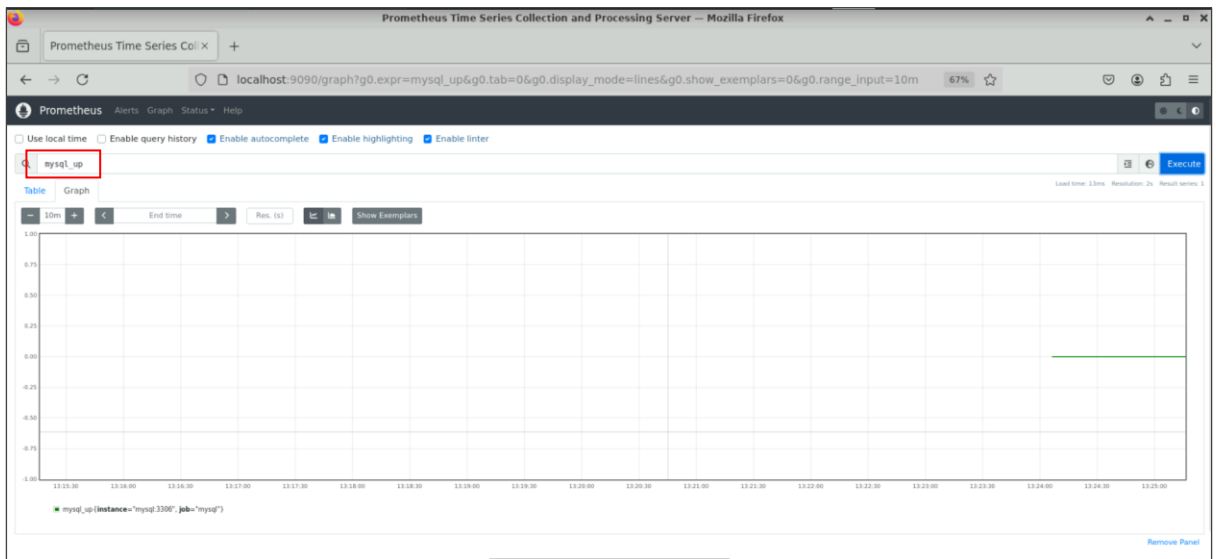 Prometheus Time Series Collection and Processing Server — Mozilla Firefox
Prometheus Time Series Coll
localhost:9090/graph?g0.expr=mysql_up&g0.tab=0&g0.display_mode=lines&g0.show_exemplars=0&g0.range_input=10m 67%
Prometheus Alerts Graph Status Help
Use local time Enable query history Enable autocomplete Enable highlighting Enable linter
mysql_up Execute
Table Graph
Load time: 13ms Resolution: 2s Result series: 1
− 10m + End time Res. (s) Show Exemplars
1.00
0.75
0.50
0.25
0.00
-0.25
-0.50
-0.75
-1.00
13:15:30 13:16:00 13:16:30 13:17:00 13:17:30 13:18:00 13:18:30 13:19:00 13:19:30 13:20:00 13:20:30 13:21:00 13:21:30 13:22:00 13:22:30 13:23:00 13:23:30 13:24:00 13:24:30 13:25:00
mysql_up{instance="mysql:3306", job="mysql"}
Remove Panel